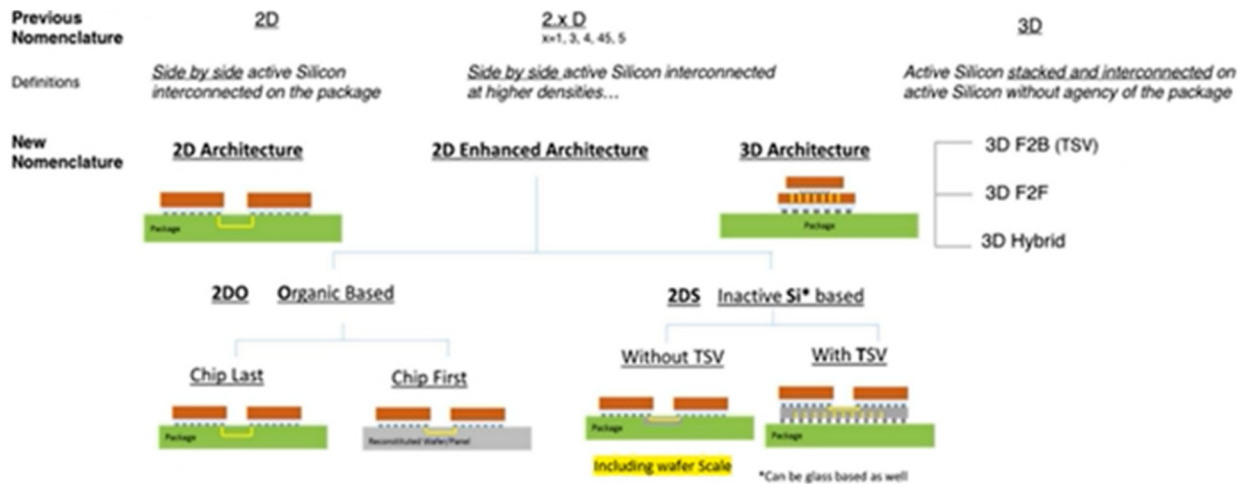 Previous Nomenclature
2D
2.x D
x=1, 3, 4, 45, 5
3D
Definitions
Side by side active Silicon
interconnected on the package
Side by side active Silicon interconnected
at higher densities...
Active Silicon stacked and interconnected on
active Silicon without agency of the package
New Nomenclature
2D Architecture
2D Enhanced Architecture
3D Architecture
3D F2B (TSV)
3D F2F
3D Hybrid
Package
Package
2DO Organic Based
2DS Inactive Si* based
Chip Last
Chip First
Without TSV
With TSV
Package
Reconstituted Wafer/Panel
Package
Package
Including wafer Scale
*Can be glass based as well